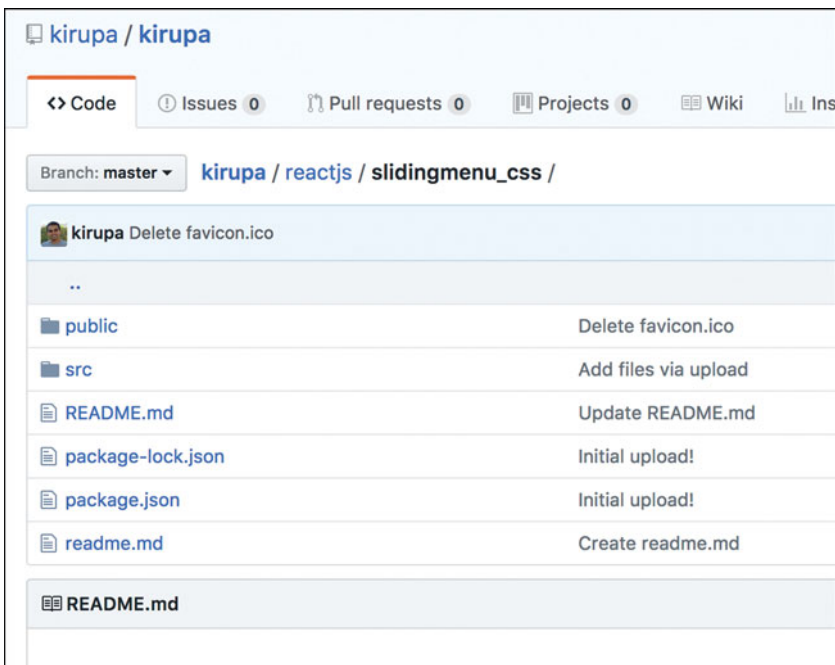 kirupa / kirupa
<> Code Issues 0 Pull requests 0 Projects 0 Wiki Ins
Branch: master kirupa / reactjs / slidingmenu_css /
kirupa Delete favicon.ico
..
public Delete favicon.ico
src Add files via upload
README.md Update README.md
package-lock.json Initial upload!
package.json Initial upload!
readme.md Create readme.md
README.md